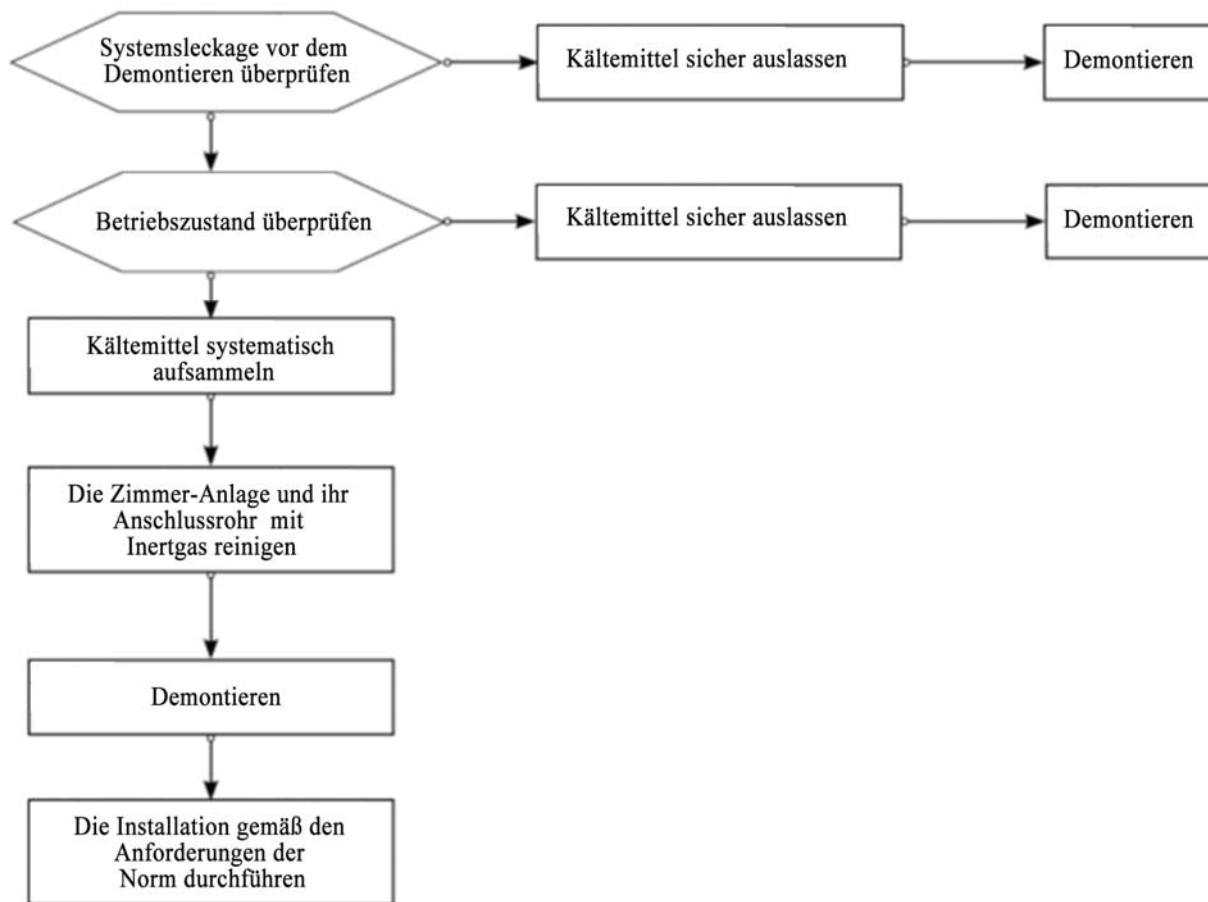 Systemsleckage vor dem
Demontieren überprüfen
Kältemittel sicher auslassen
Demontieren
Betriebszustand überprüfen
Kältemittel sicher auslassen
Demontieren
Kältemittel systematisch
aufsammeln
Die Zimmer-Anlage und ihr
Anschlussrohr mit
Inertgas reinigen
Demontieren
Die Installation gemäß den
Anforderungen der
Norm durchführen